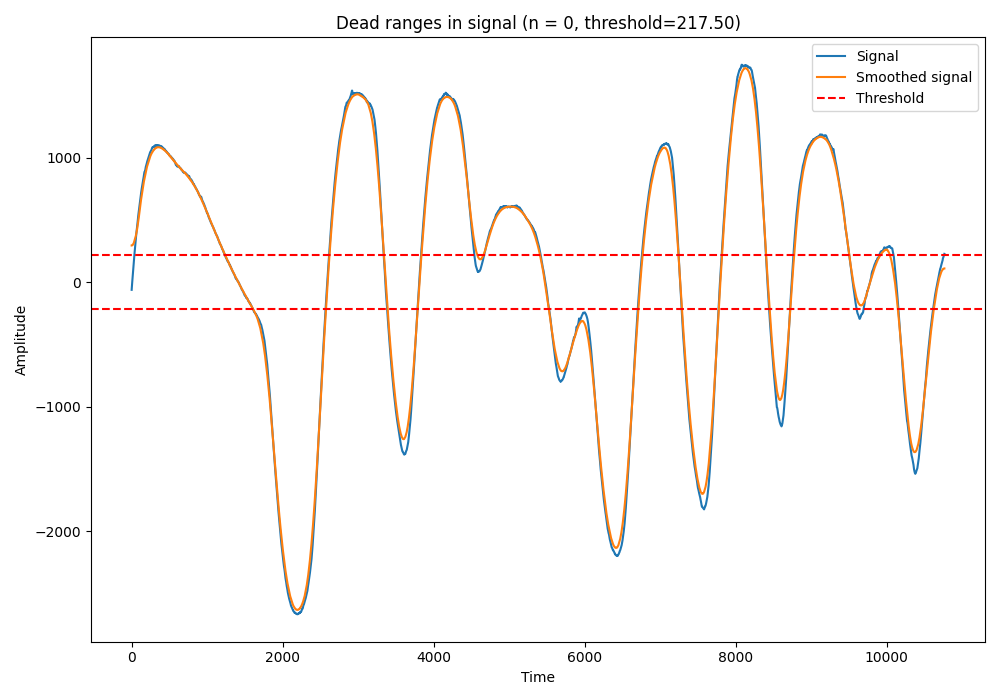 Dead ranges in signal (n = 0, threshold=217.50)
Signal
Smoothed signal
Threshold
1000
0
−1000
−2000
Amplitude
0 2000 4000 6000 8000 10000
Time